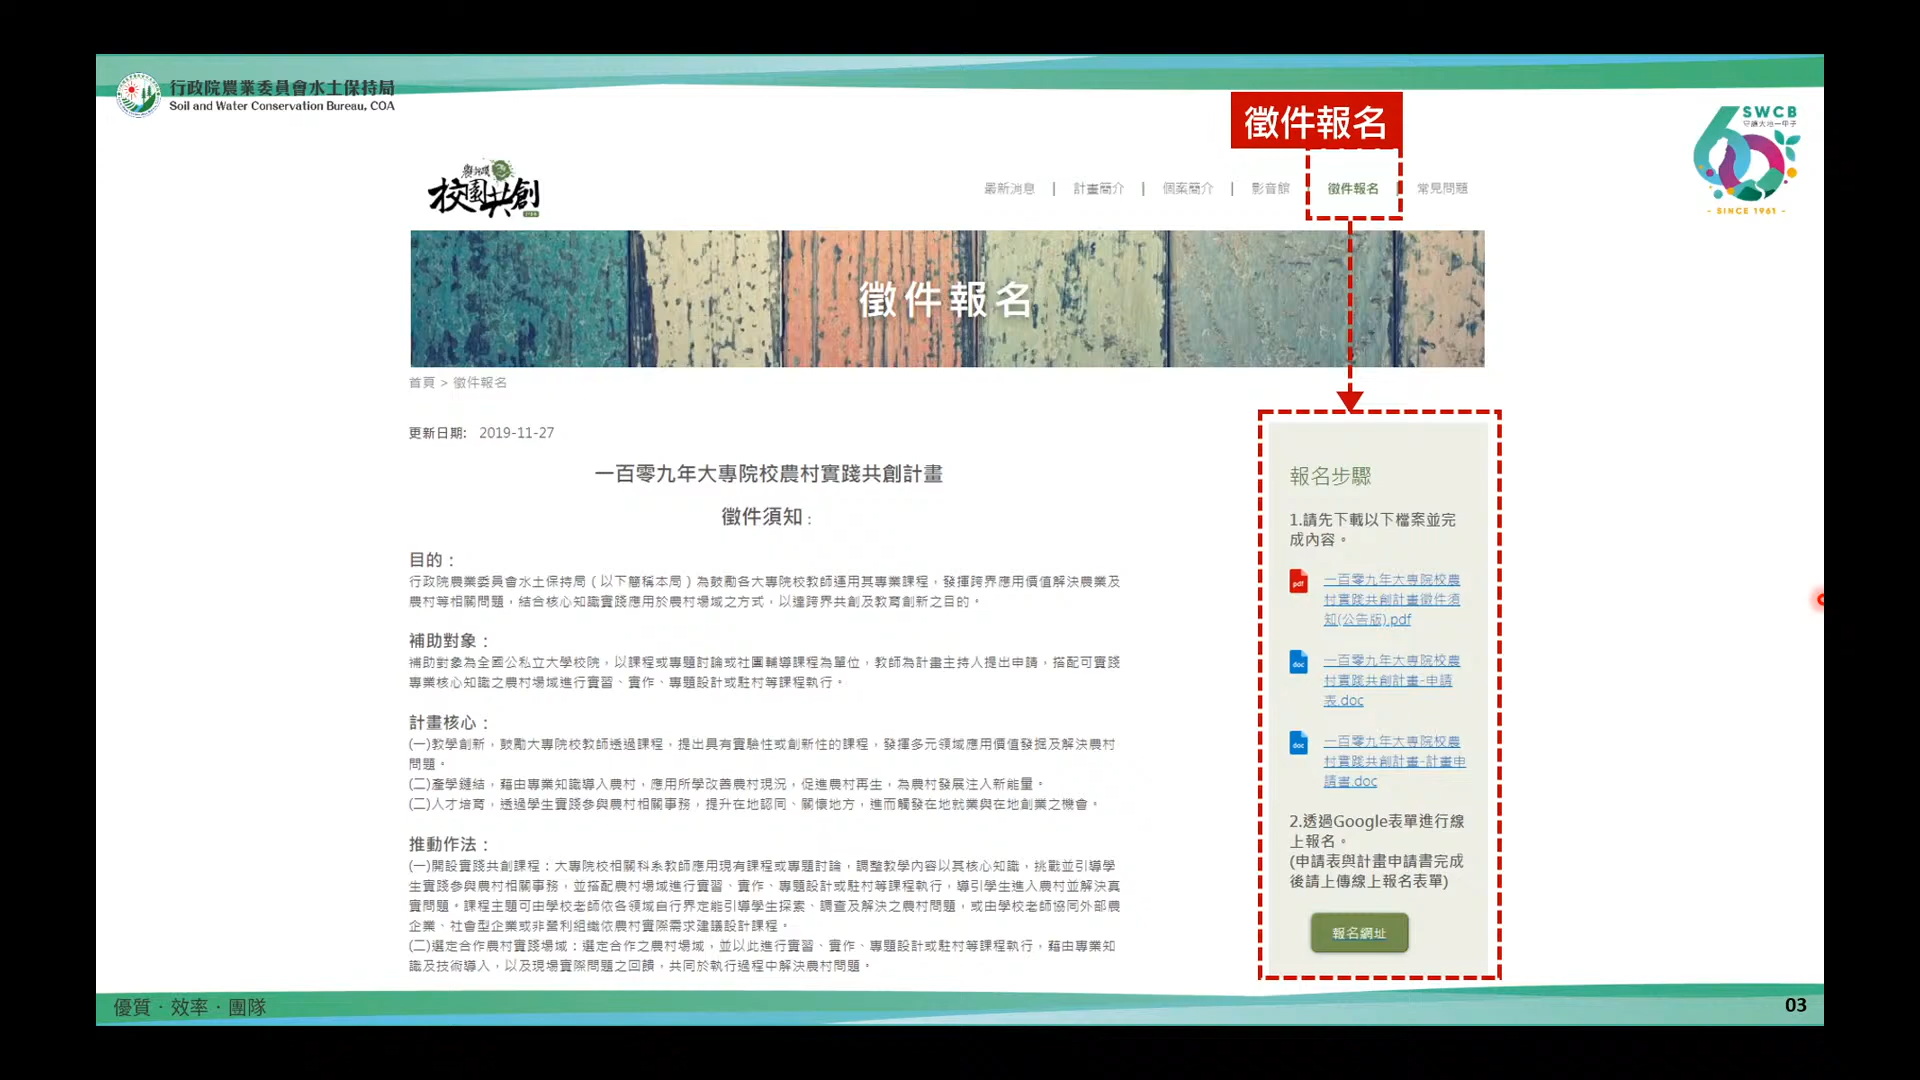 行政院農業委員會水土保持局
Soil and Water Conservation Bureau, COA
徵件報名
SWCB
守護大地一甲子
- SINCE 1961 -
校園共創
最新消息 | 計畫簡介 | 個案簡介 | 影音館 | 徵件報名 | 常見問題
徵件報名
首頁 > 徵件報名
更新日期: 2019-11-27
一百零九年大專院校農村實踐共創計畫
徵件須知 :
目的：
行政院農業委員會水土保持局（以下簡稱本局）為鼓勵各大專院校教師運用其專業課程，發揮跨界應用價值解決農業及
農村等相關問題，結合核心知識實踐應用於農村場域之方式，以達跨界共創及教育創新之目的。
補助對象：
補助對象為全國公私立大學校院，以課程或專題討論或社團輔導課程為單位，教師為計畫主持人提出申請，搭配可實踐
專業核心知識之農村場域進行實習、實作、專題設計或駐村等課程執行。
計畫核心：
(一)教學創新，鼓勵大專院校教師透過課程，提出具有實驗性或創新性的課程，發揮多元領域應用價值發掘及解決農村
問題。
(二)產學鏈結，藉由專業知識導入農村，應用所學改善農村現況，促進農村再生，為農村發展注入新能量。
(二)人才培育，透過學生實踐參與農村相關事務，提升在地認同、關懷地方，進而觸發在地就業與在地創業之機會。
推動作法：
(一)開設實踐共創課程：大專院校相關科系教師應用現有課程或專題討論，調整教學內容以其核心知識，挑戰並引導學
生實踐參與農村相關事務，並搭配農村場域進行實習、實作、專題設計或駐村等課程執行，導引學生進入農村並解決真
實問題。課程主題可由學校老師依各領域自行界定能引導學生探索、調查及解決之農村問題，或由學校老師協同外部農
企業、社會型企業或非營利組織依農村實際需求建議設計課程。
(二)選定合作農村實踐場域：選定合作之農村場域，並以此進行實習、實作、專題設計或駐村等課程執行，藉由專業知
識及技術導入，以及現場實際問題之回饋，共同於執行過程中解決農村問題。
報名步驟
1.請先下載以下檔案並完
成內容。
pdf
一百零九年大專院校農
村實踐共創計畫徵件須
知(公告版).pdf
doc
一百零九年大專院校農
村實踐共創計畫-申請
表.doc
doc
一百零九年大專院校農
村實踐共創計畫-計畫申
請書.doc
2.透過Google表單進行線
上報名。
(申請表與計畫申請書完成
後請上傳線上報名表單)
報名網址
優質．效率．團隊
03